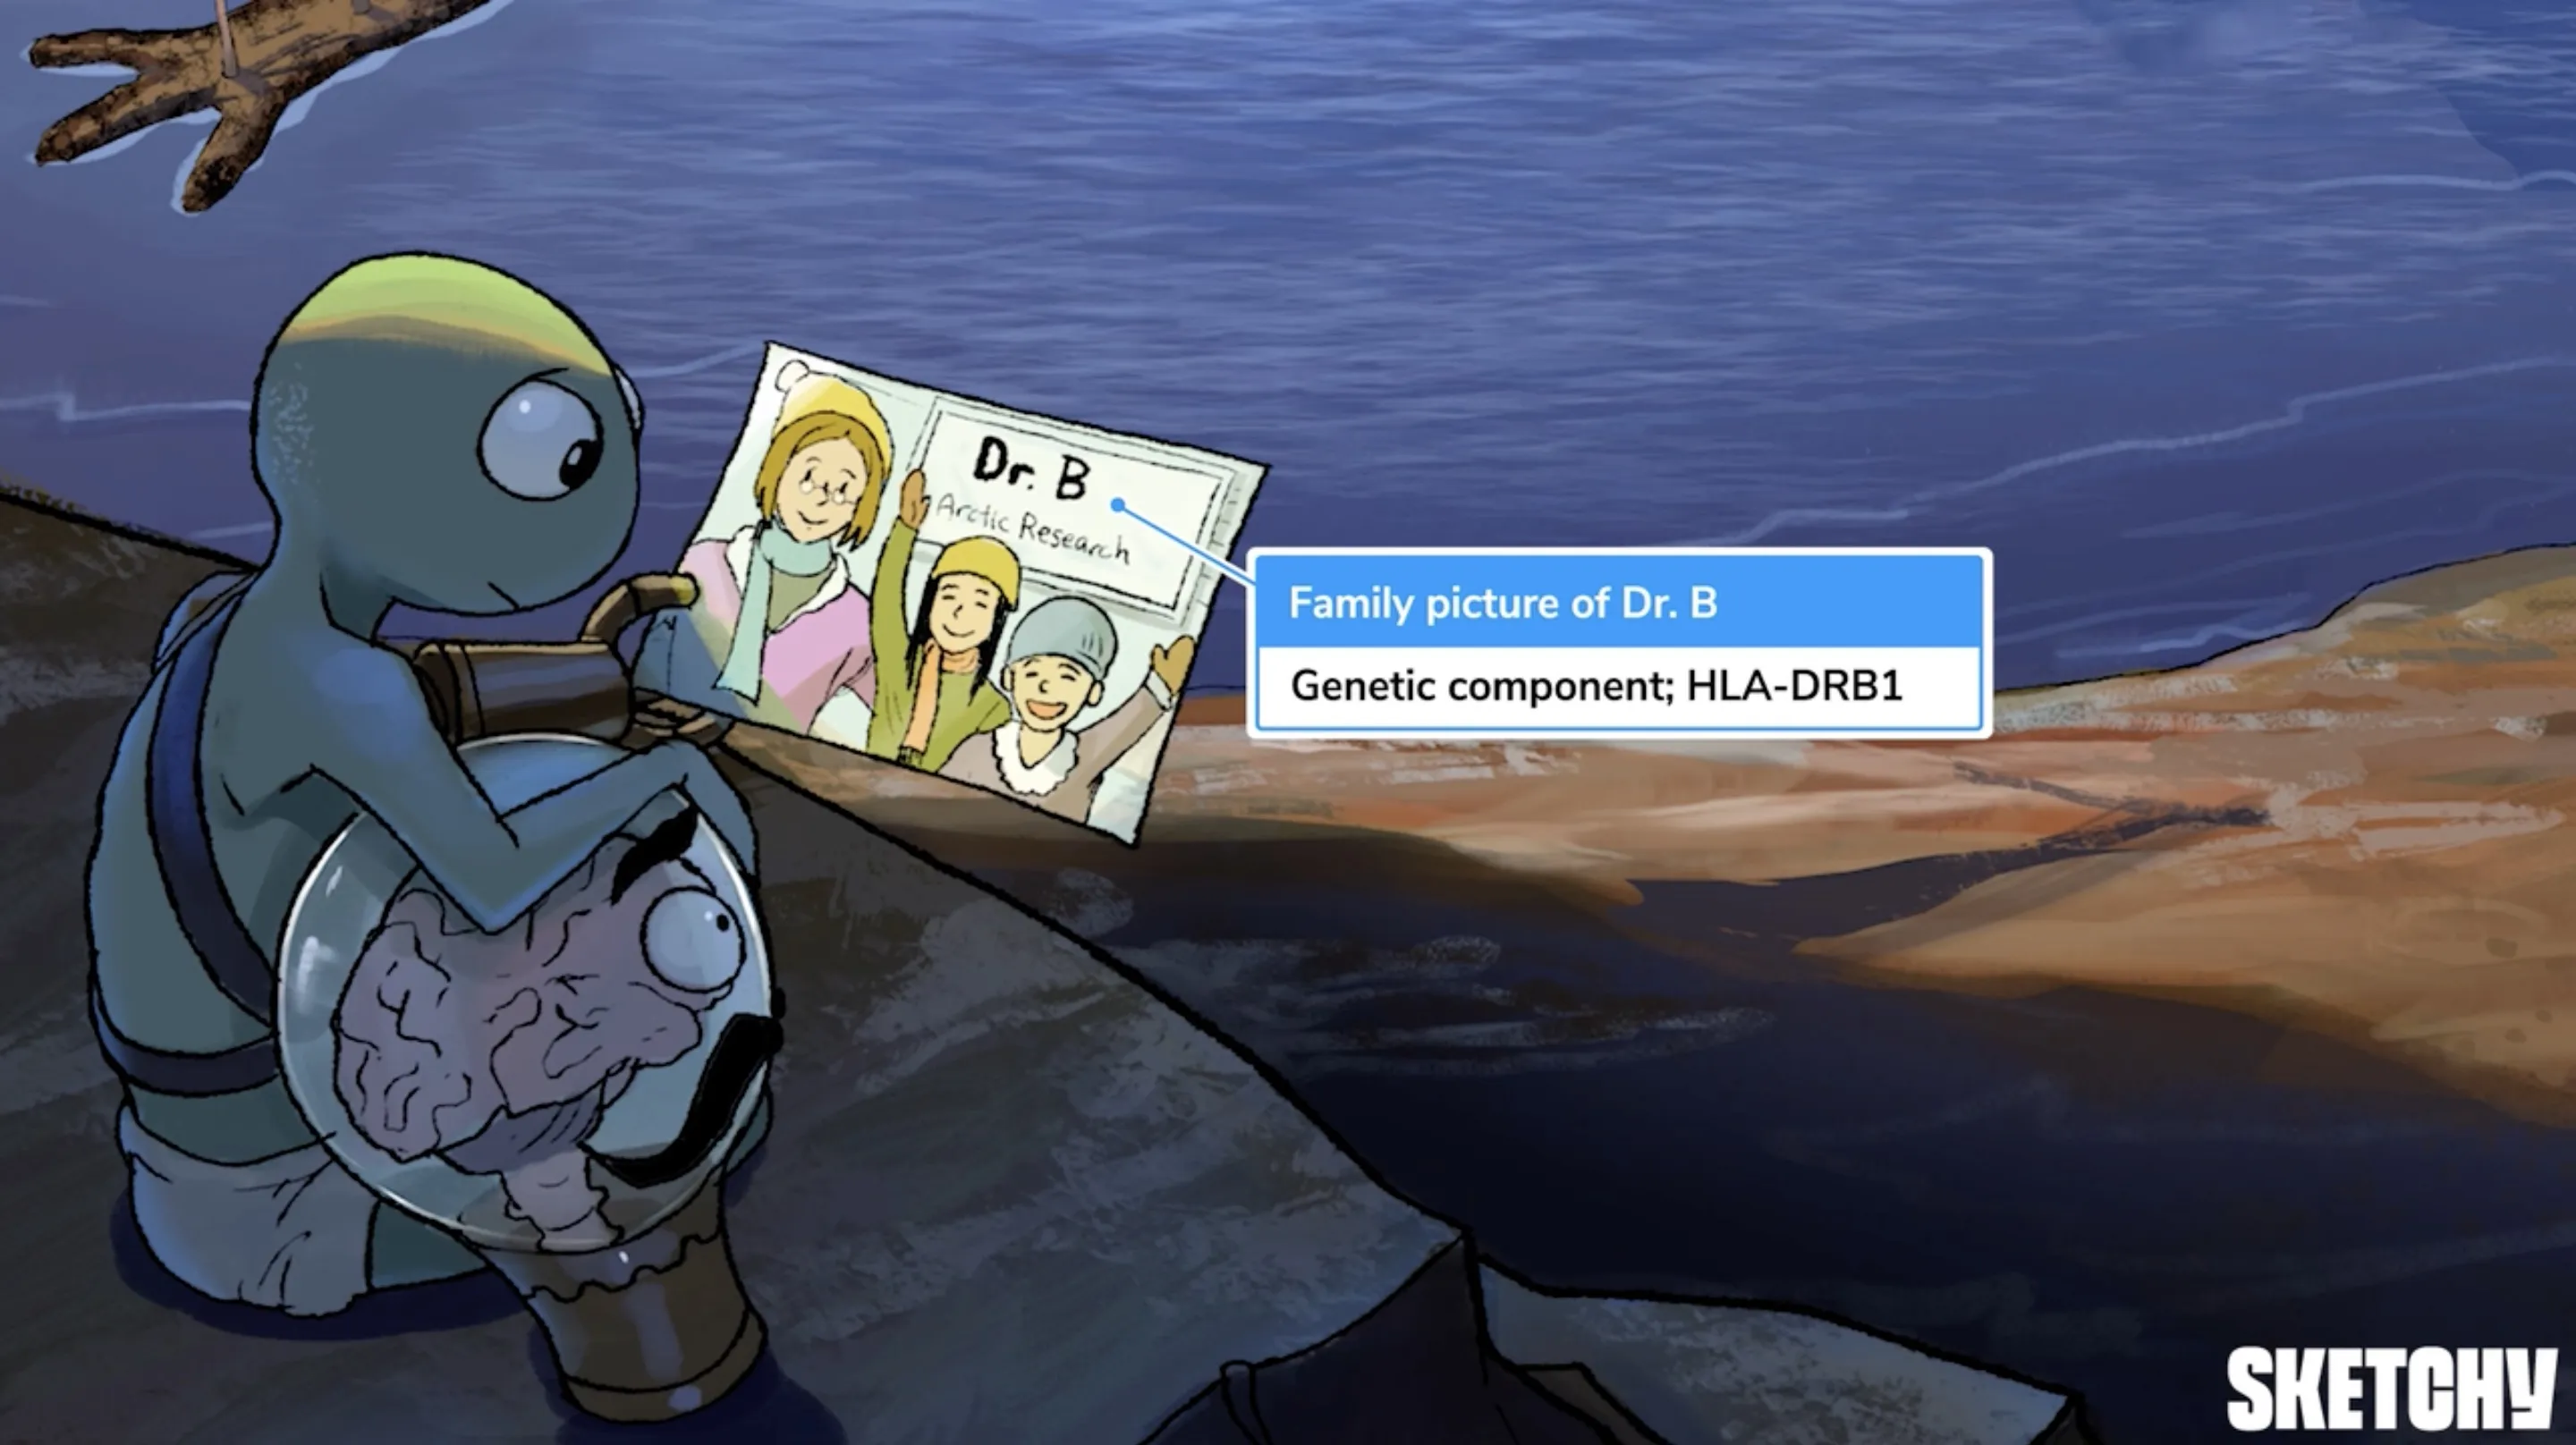 Dr. B
Arctic Research
Family picture of Dr. B
Genetic component; HLA-DRB1
SKETCHY